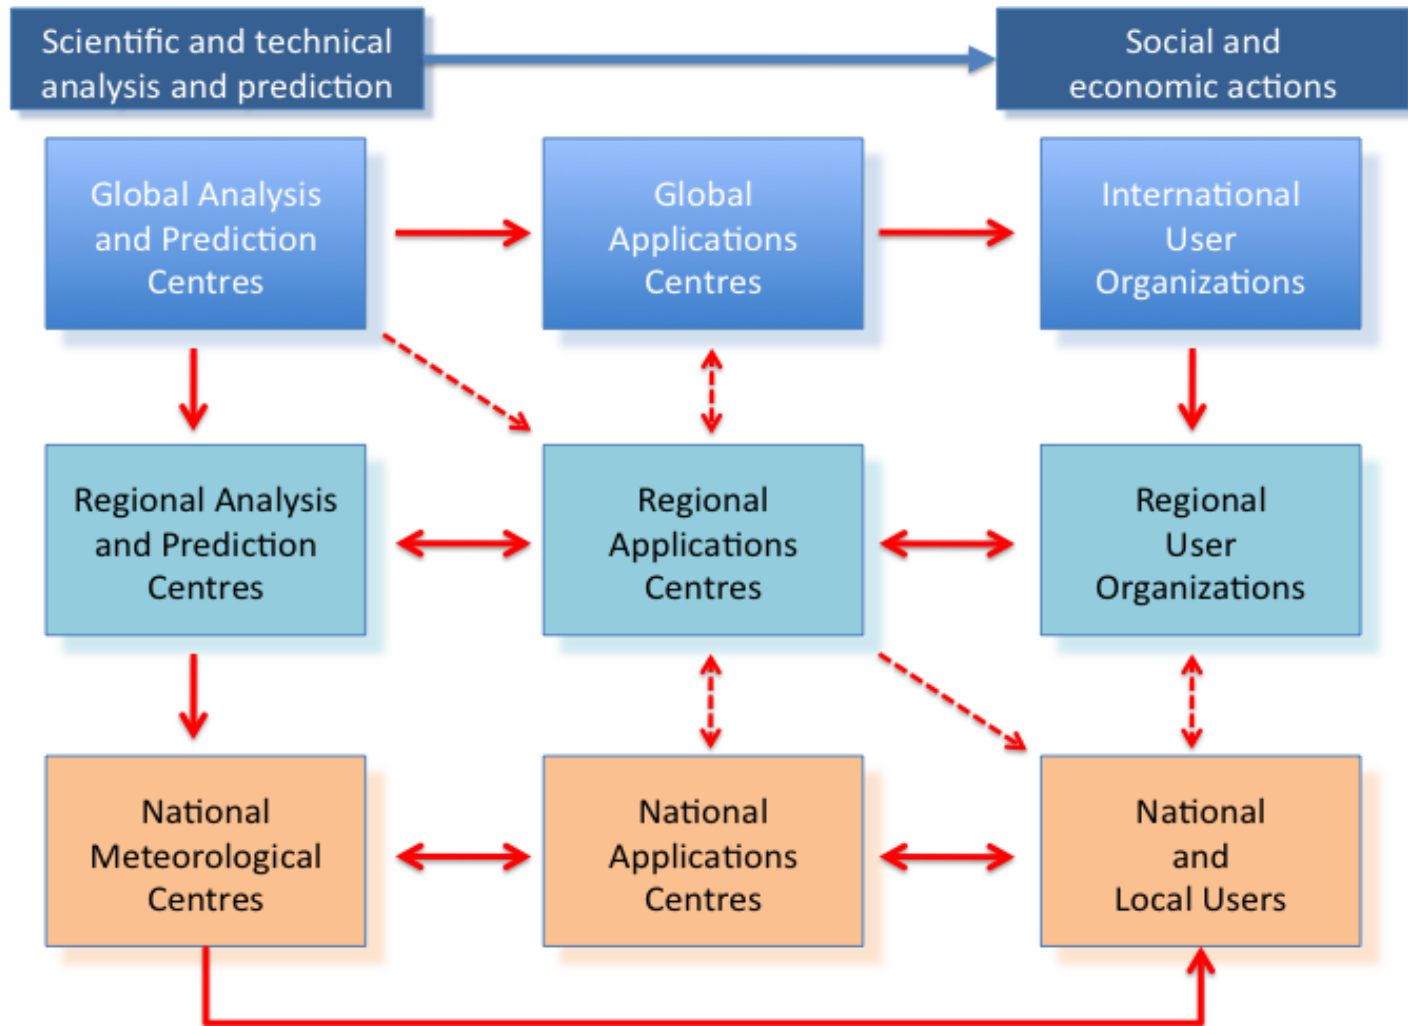 Scientific and technical
analysis and prediction
Social and
economic actions
Global Analysis
and Prediction
Centres
Global
Applications
Centres
International
User
Organizations
Regional Analysis
and Prediction
Centres
Regional
Applications
Centres
Regional
User
Organizations
National
Meteorological
Centres
National
Applications
Centres
National
and
Local Users